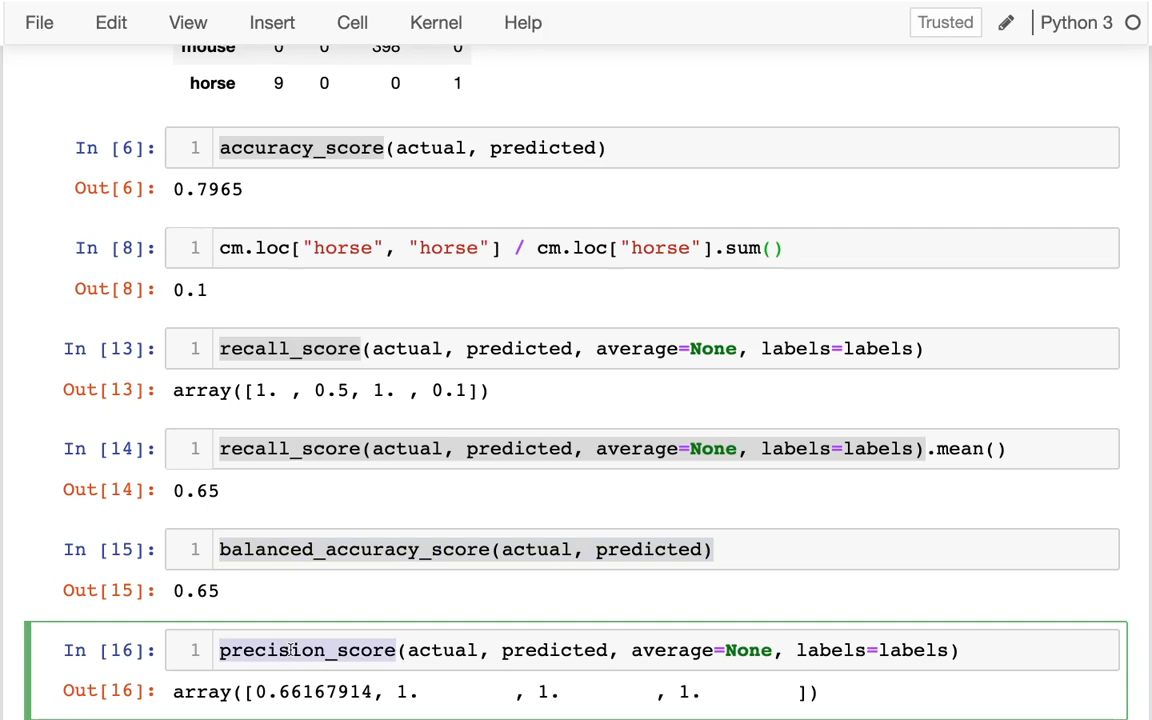 File Edit View Insert Cell Kernel Help Trusted Python 3
mouse 0 0 398 0
horse 9 0 0 1
In [6]: 1 accuracy_score(actual, predicted)
Out[6]: 0.7965
In [8]: 1 cm.loc["horse", "horse"] / cm.loc["horse"].sum()
Out[8]: 0.1
In [13]: 1 recall_score(actual, predicted, average=None, labels=labels)
Out[13]: array([1. , 0.5, 1. , 0.1])
In [14]: 1 recall_score(actual, predicted, average=None, labels=labels).mean()
Out[14]: 0.65
In [15]: 1 balanced_accuracy_score(actual, predicted)
Out[15]: 0.65
In [16]: 1 precision_score(actual, predicted, average=None, labels=labels)
Out[16]: array([0.66167914, 1. , 1. , 1. ])